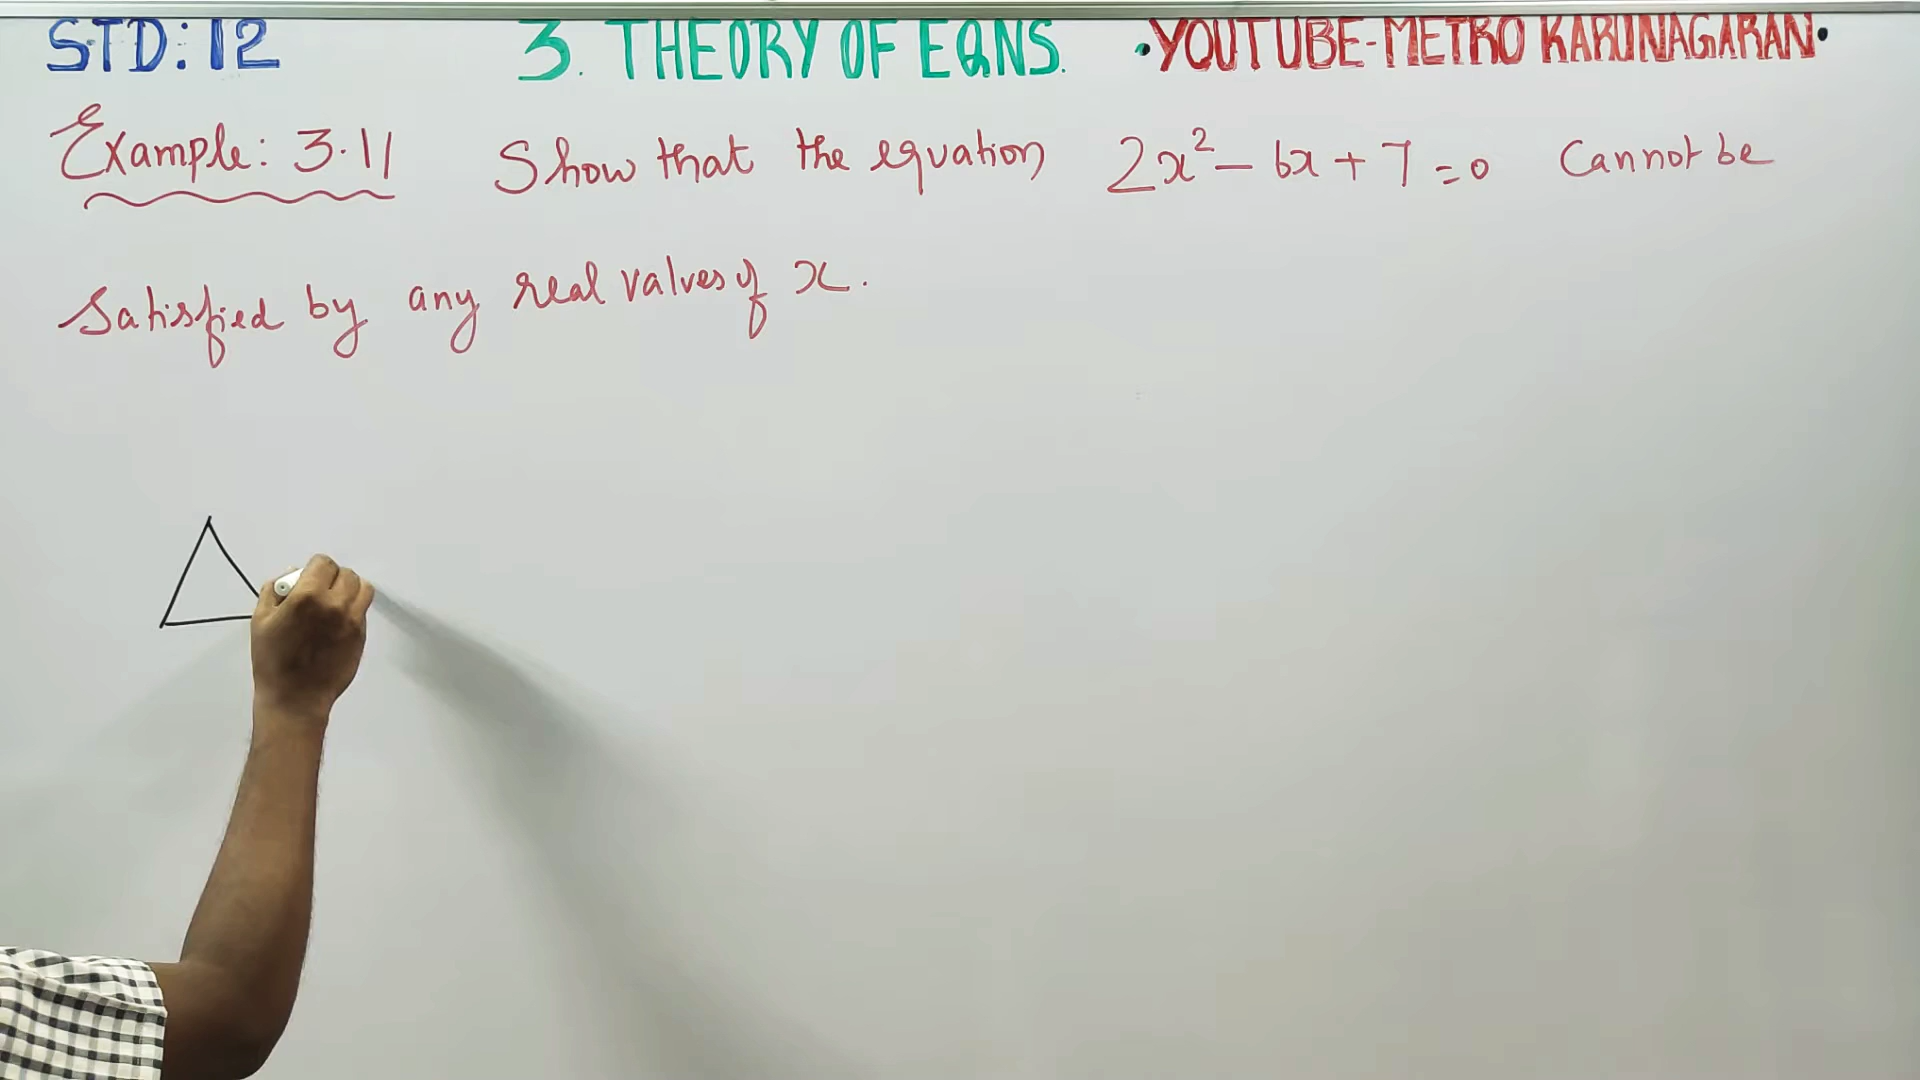 STD: 12 3. THEORY OF EQNS. •YOUTUBE-METRO KARUNAGARAN•
Example: 3.11 Show that the equation 2x² - 6x + 7 = 0 Cannot be
Satisfied by any real values of x.